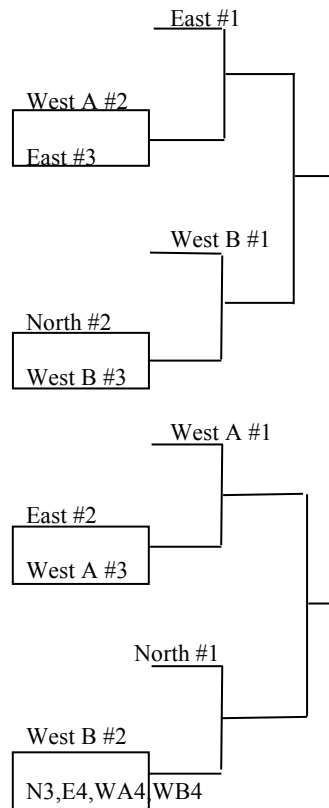 East #1
West A #2
East #3
West B #1
North #2
West B #3
West A #1
East #2
West A #3
North #1
West B #2
N3,E4,WA4,WB4